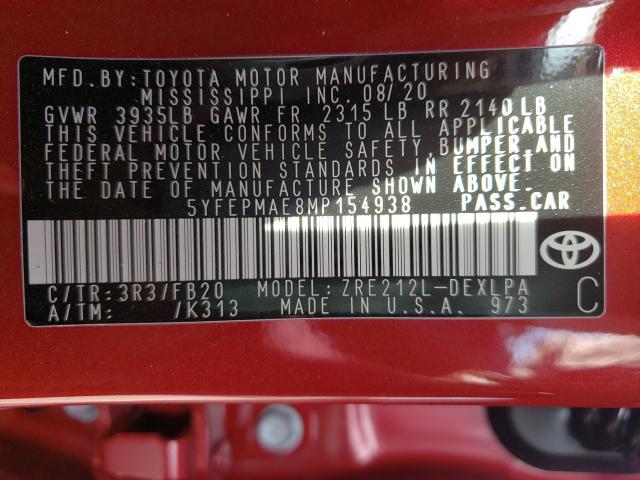 MFD.BY:TOYOTA MOTOR MANUFACTURING
MISSISSIPPI INC. 08/20
GVWR 3935LB GAWR FR 2315 LB RR 2140 LB
THIS VEHICLE CONFORMS TO ALL APPLICABLE
FEDERAL MOTOR VEHICLE SAFETY, BUMPER, AND
THEFT PREVENTION STANDARDS IN EFFECT ON
THE DATE OF MANUFACTURE SHOWN ABOVE.
5YFEPMAE8MP154938 PASS.CAR
C/TR:3R3/FB20 MODEL: ZRE212L-DEXLPA
A/TM: /K313 MADE IN U.S.A. 973
C